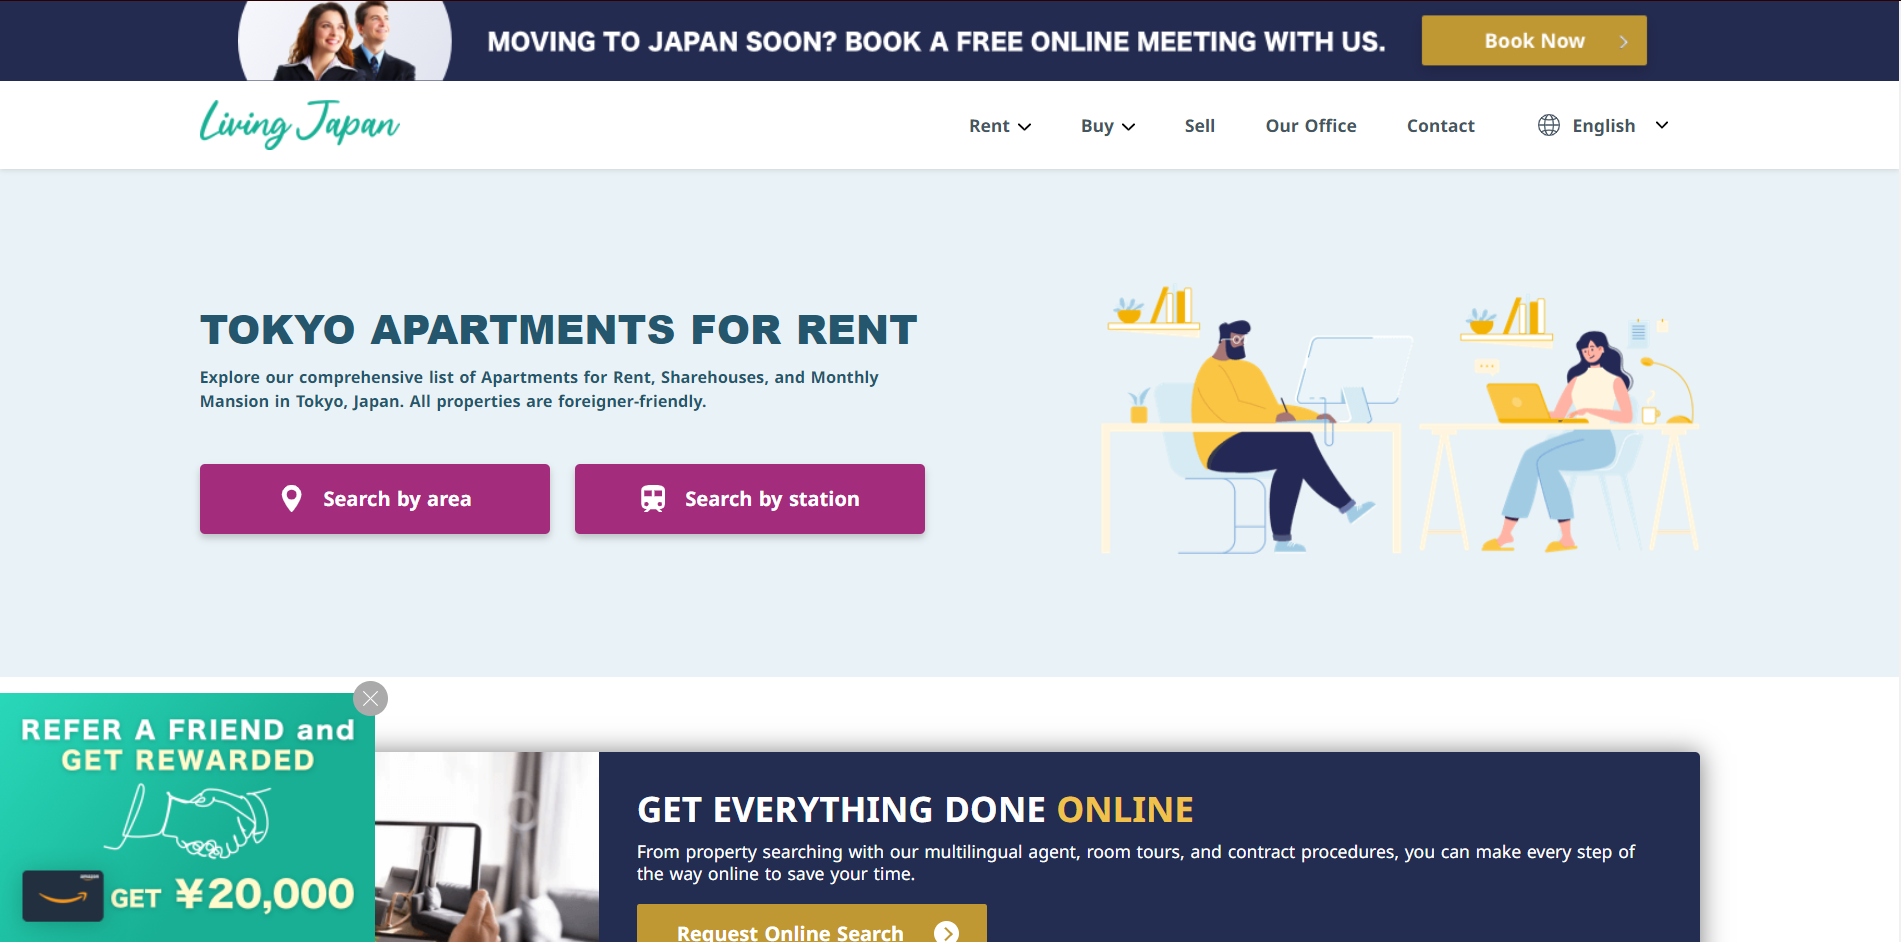 MOVING TO JAPAN SOON? BOOK A FREE ONLINE MEETING WITH US.
Book Now
Living Japan
Rent
Buy
Sell
Our Office
Contact
English
TOKYO APARTMENTS FOR RENT
Explore our comprehensive list of Apartments for Rent, Sharehouses, and Monthly
Mansion in Tokyo, Japan. All properties are foreigner-friendly.
Search by area
Search by station
REFER A FRIEND and
GET REWARDED
amazon
GET ¥20,000
GET EVERYTHING DONE ONLINE
From property searching with our multilingual agent, room tours, and contract procedures, you can make every step of
the way online to save your time.
Request Online Search